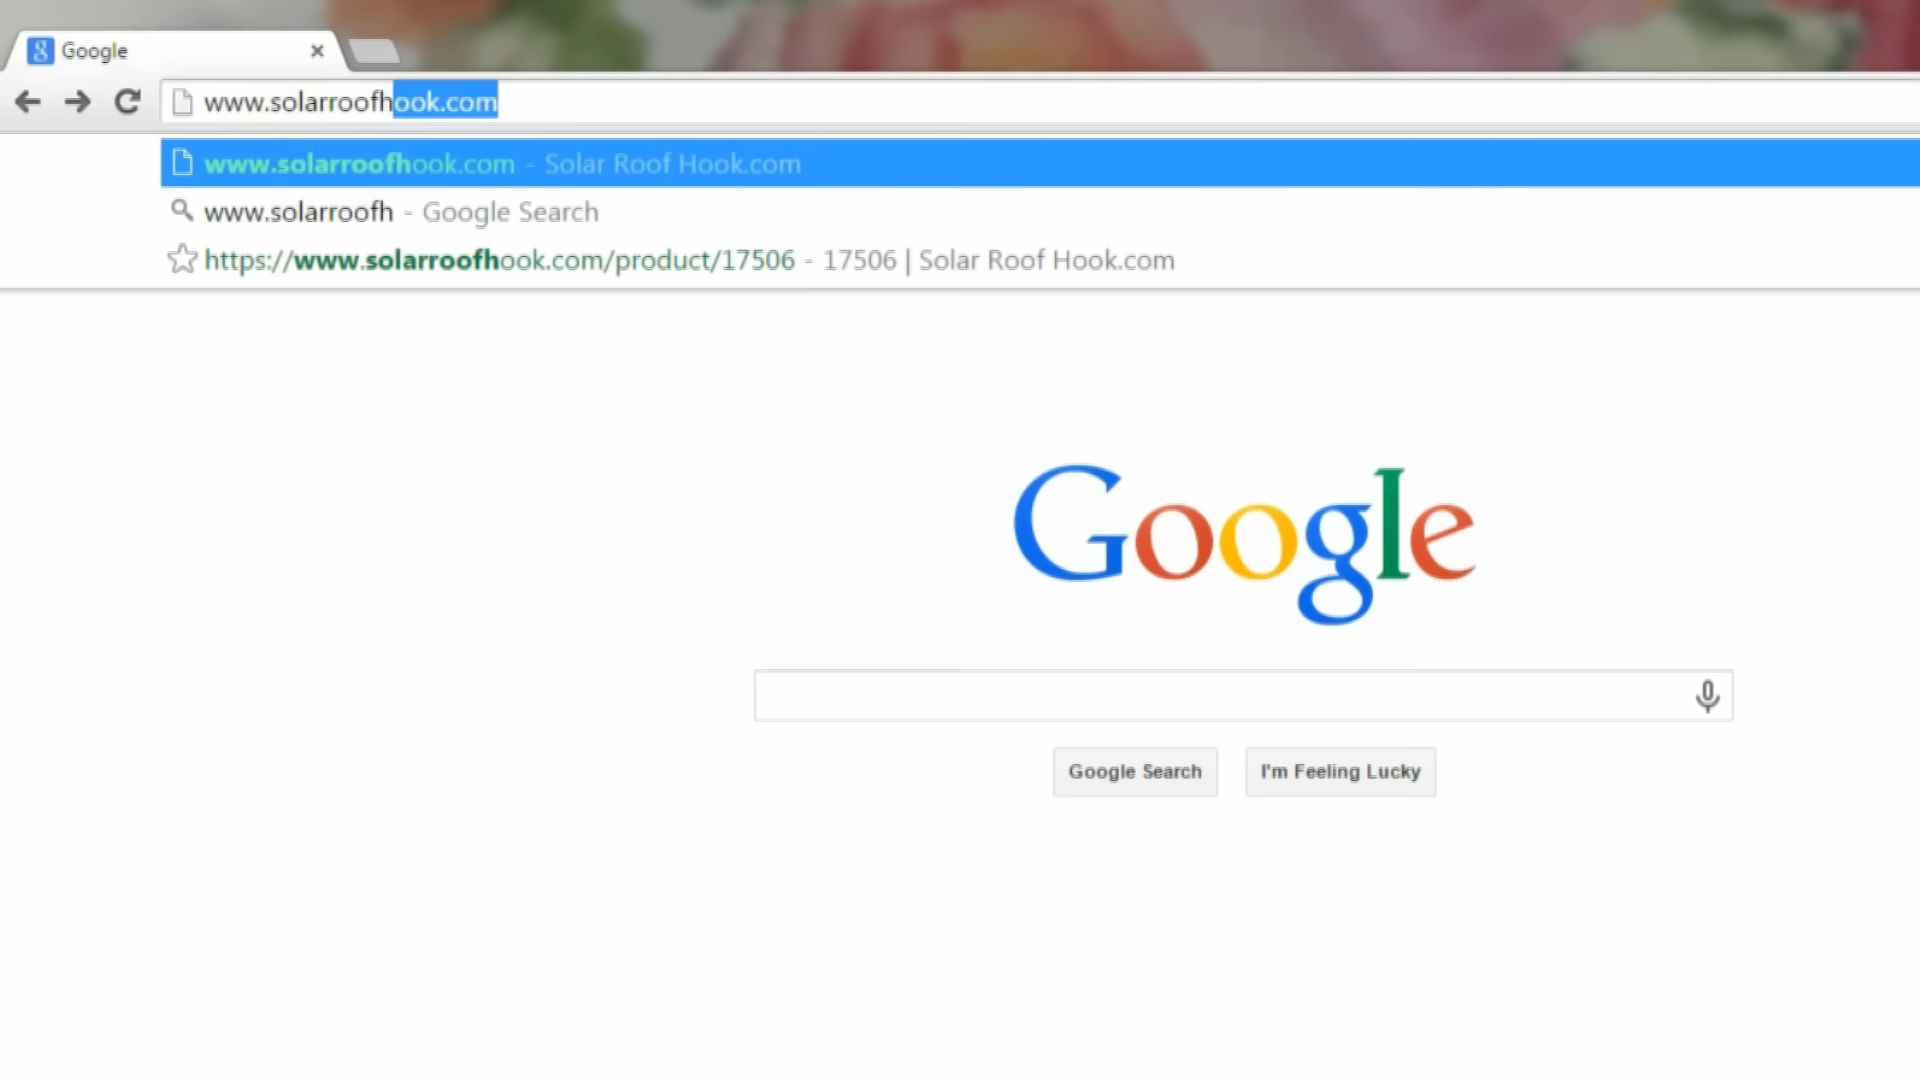 Google
www.solarroofhook.com
www.solarroofhook.com - Solar Roof Hook.com
www.solarroofh - Google Search
https://www.solarroofhook.com/product/17506 - 17506 | Solar Roof Hook.com
Google
Google Search I'm Feeling Lucky